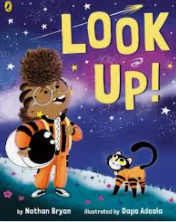 LOOK
UP!
by Nathan Bryon
illustrated by Dapo Adeola